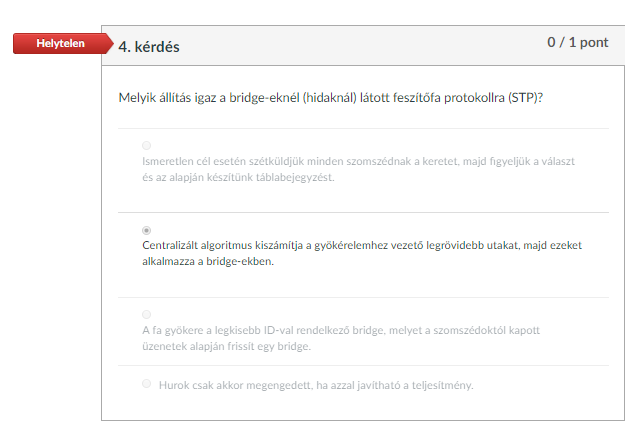 Helytelen
4. kérdés
0 / 1 pont
Melyik állítás igaz a bridge-eknél (hidaknál) látott feszítőfa protokollra (STP)?
Ismeretlen cél esetén szétküldjük minden szomszédnak a keretet, majd figyeljük a választ
és az alapján készítünk táblabejegyzést.
Centralizált algoritmus kiszámítja a gyökérelemhez vezető legrövidebb utakat, majd ezeket
alkalmazza a bridge-ekben.
A fa gyökere a legkisebb ID-val rendelkező bridge, melyet a szomszédoktól kapott
üzenetek alapján frissít egy bridge.
Hurok csak akkor megengedett, ha azzal javítható a teljesítmény.